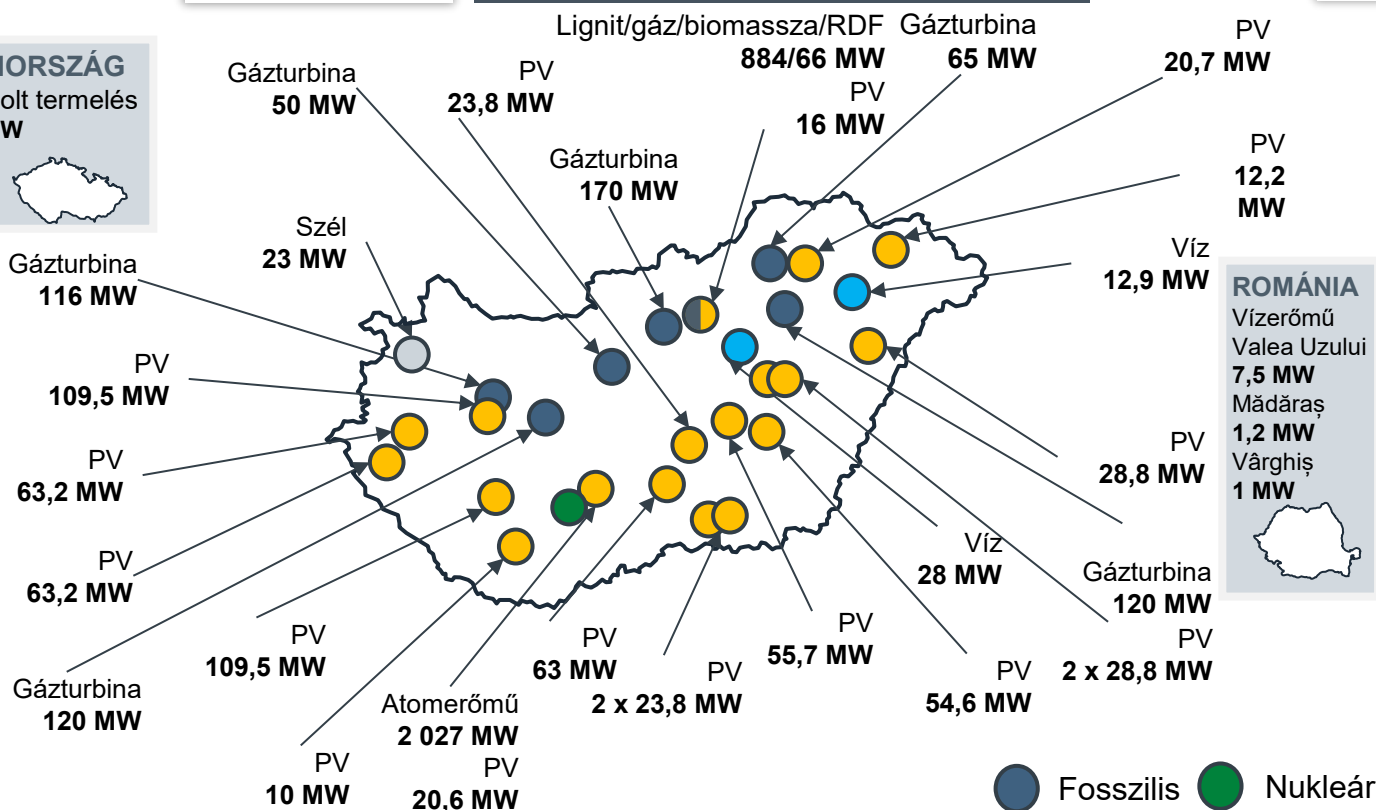 Lignit/gáz/biomassza/RDF
884/66 MW
PV
16 MW
Gázturbina
65 MW
PV
20,7 MW
Gázturbina
50 MW
PV
23,8 MW
Gázturbina
170 MW
PV
12,2
MW
Szél
23 MW
Víz
12,9 MW
Gázturbina
116 MW
PV
109,5 MW
PV
63,2 MW
PV
63,2 MW
Gázturbina
120 MW
PV
109,5 MW
PV
10 MW
Atomerőmű
2 027 MW
PV
20,6 MW
PV
63 MW
PV
2 x 23,8 MW
PV
55,7 MW
PV
54,6 MW
Víz
28 MW
PV
28,8 MW
Gázturbina
120 MW
PV
2 x 28,8 MW
ROMÁNIA
Vízerőmű
Valea Uzului
7,5 MW
Mădăraș
1,2 MW
Vârghiș
1 MW
termelés
Fosszilis
Nukleár